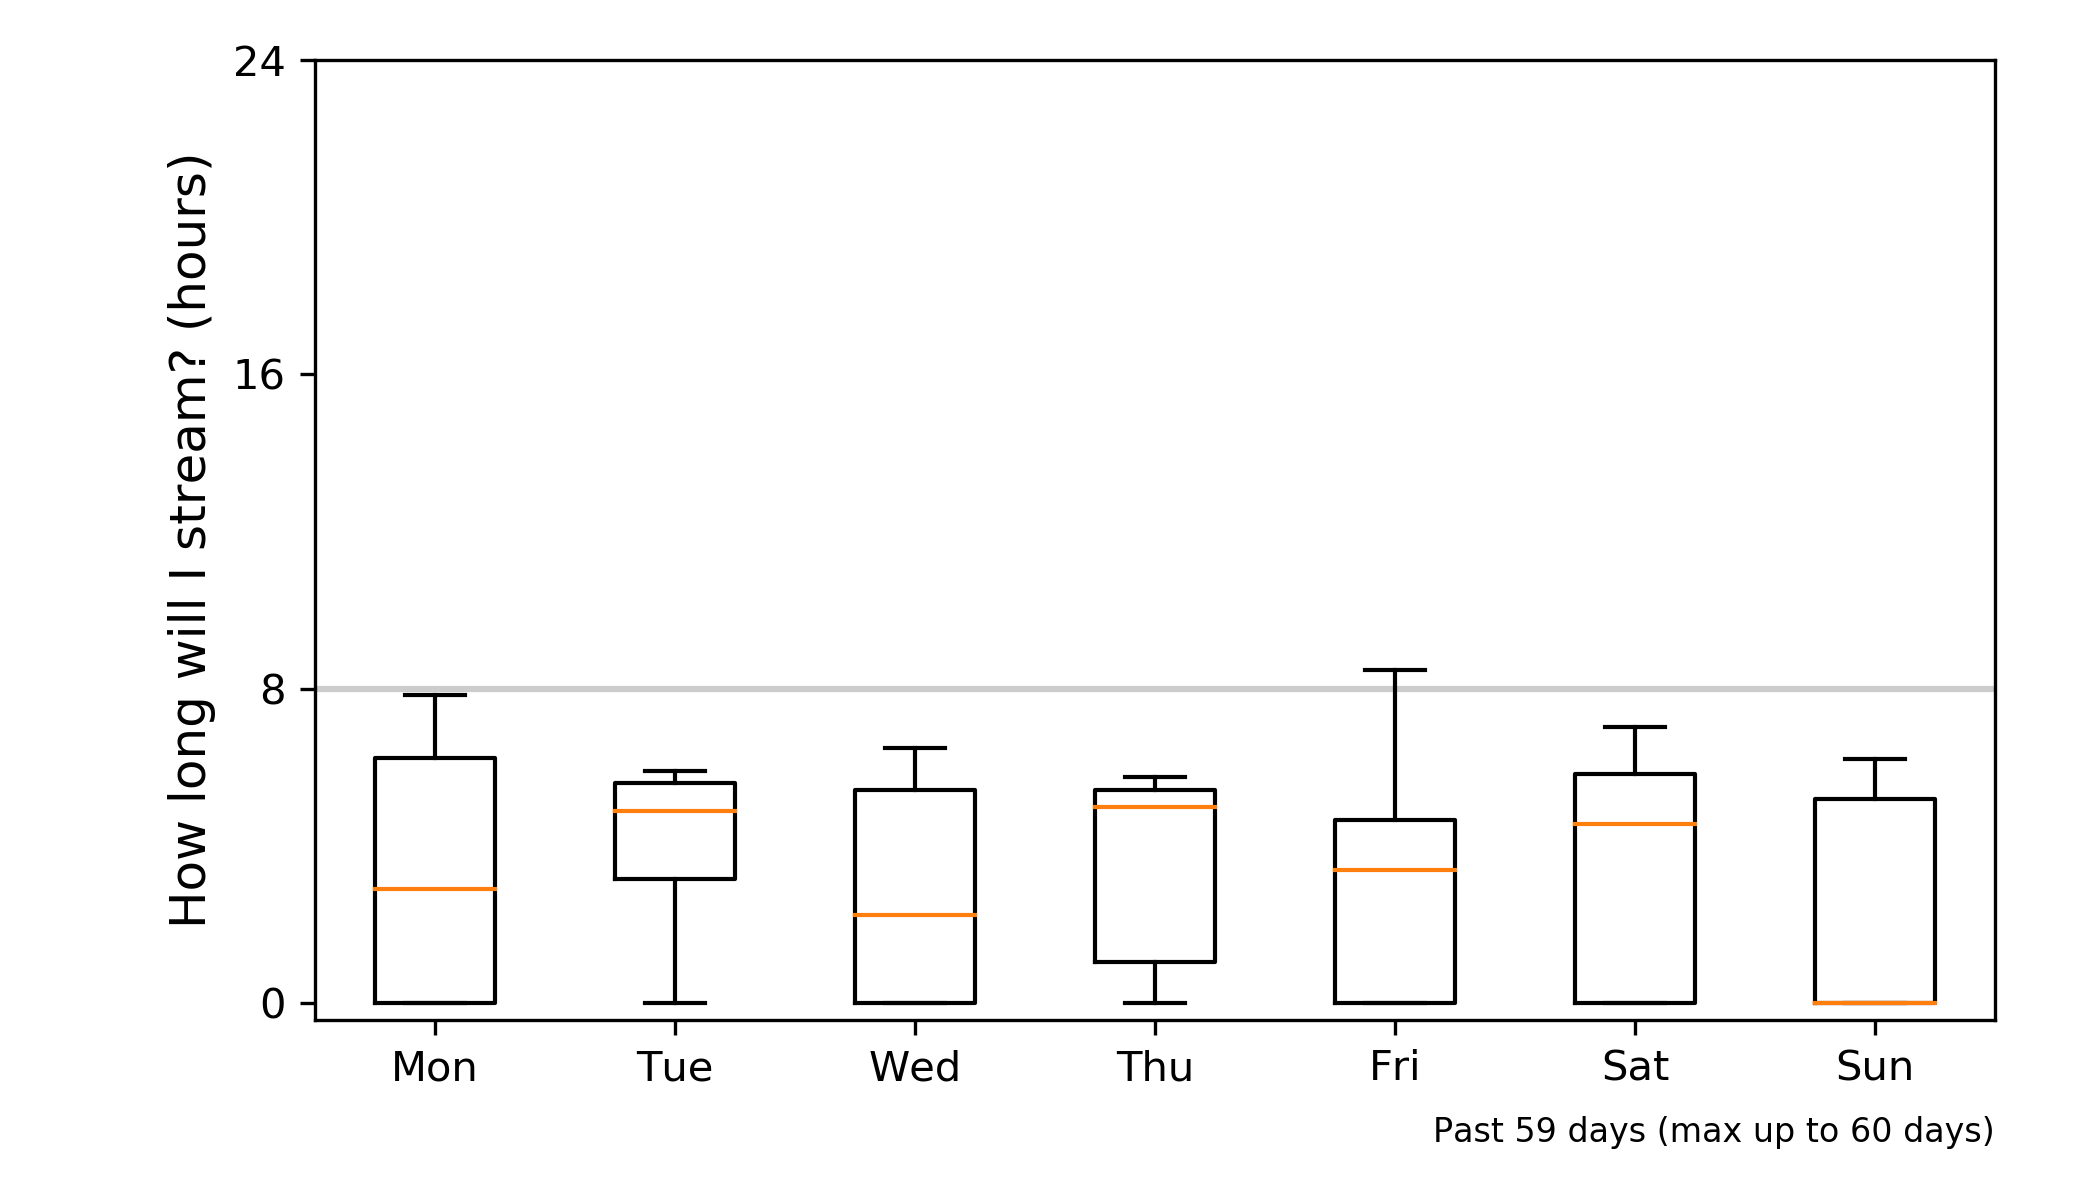 24
16
8
0
How long will I stream? (hours)
Mon Tue Wed Thu Fri Sat Sun
Past 59 days (max up to 60 days)